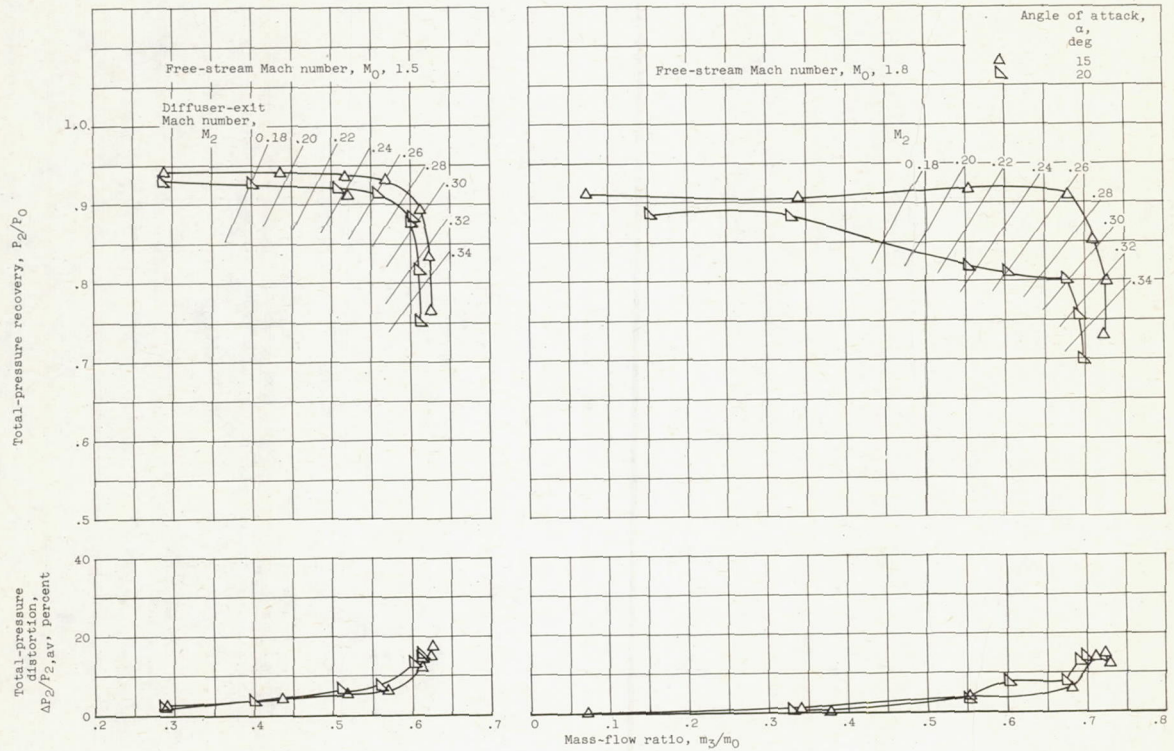 Angle of attack,
α,
deg
15
20
Free-stream Mach number, M0, 1.5
Free-stream Mach number, M0, 1.8
Diffuser-exit
Mach number,
M2
0.18 .20 .22 .24 .26 .28 .30 .32 .34
M2
0.18 .20 .22 .24 .26 .28 .30 .32 .34
Total-pressure recovery, P2/P0
1.0
.9
.8
.7
.6
.5
Total-pressure
distortion,
ΔP2/P2,av, percent
40
20
0
.2 .3 .4 .5 .6 .7
0 .1 .2 .3 .4 .5 .6 .7 .8
Mass-flow ratio, m3/m0